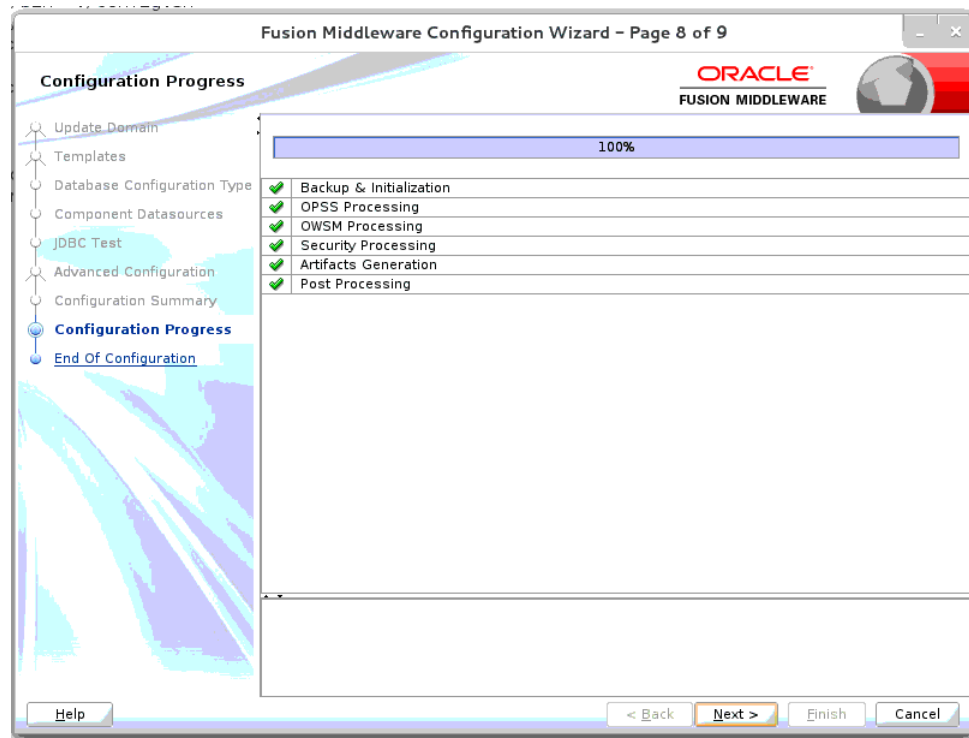 Fusion Middleware Configuration Wizard – Page 8 of 9
Configuration Progress
ORACLE
FUSION MIDDLEWARE
Update Domain
Templates
Database Configuration Type
Component Datasources
JDBC Test
Advanced Configuration
Configuration Summary
Configuration Progress
End Of Configuration
100%
Backup & Initialization
OPSS Processing
OWSM Processing
Security Processing
Artifacts Generation
Post Processing
Help
< Back
Next >
Finish
Cancel